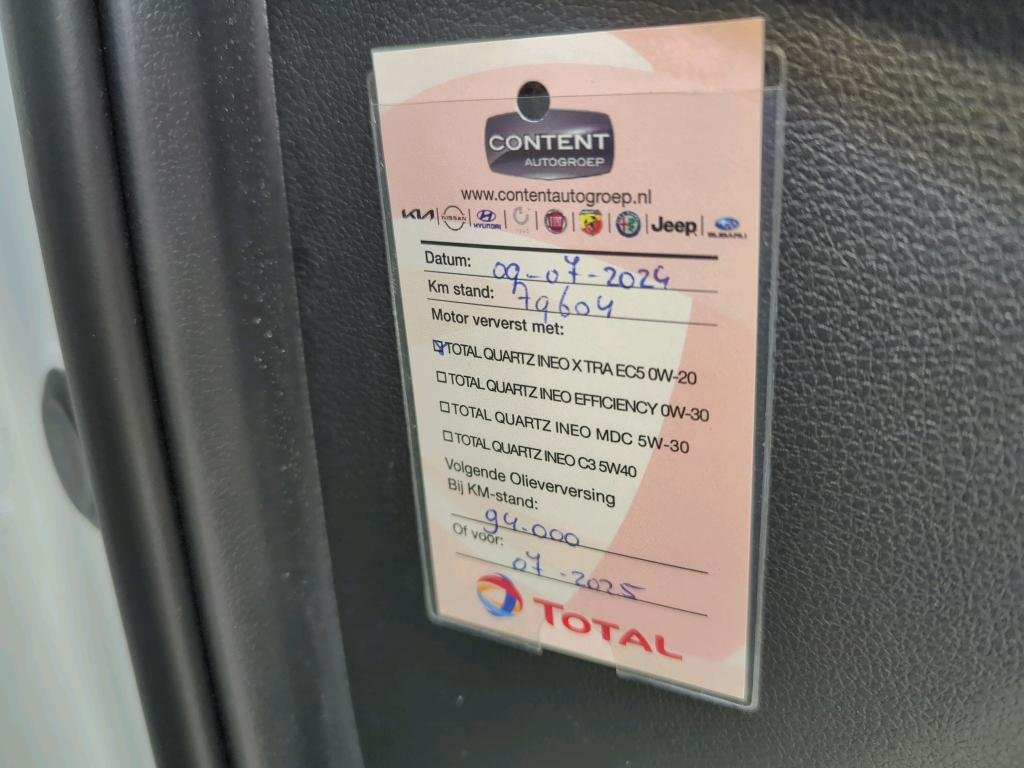 CONTENT
AUTOGROEP
www.contentautogroep.nl
KIA NISSAN HYUNDAI FIAT Jeep SUBARU
Datum: 09-07-2024
Km stand: 79604
Motor ververst met:
TOTAL QUARTZ INEO X TRA EC5 0W-20
TOTAL QUARTZ INEO EFFICIENCY 0W-30
TOTAL QUARTZ INEO MDC 5W-30
TOTAL QUARTZ INEO C3 5W40
Volgende Olieverversing
Bij KM-stand:
94.000
Of voor:
07-2025
TOTAL